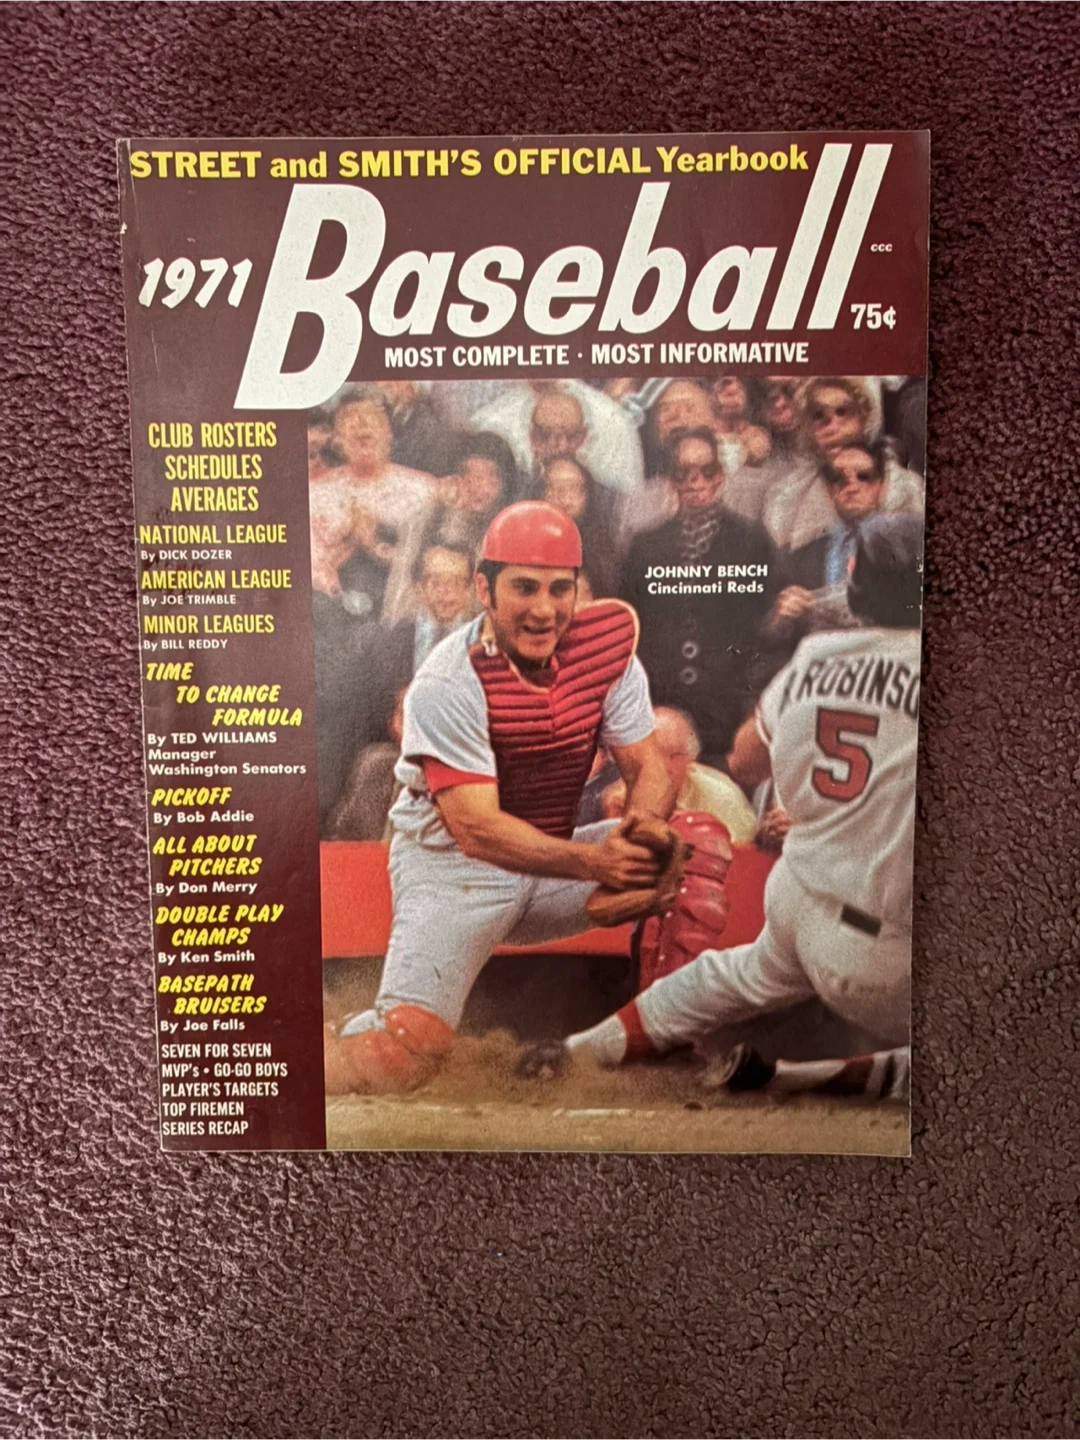 STREET and SMITH'S OFFICIAL Yearbook
1971 Baseball
ccc
75¢
MOST COMPLETE · MOST INFORMATIVE
CLUB ROSTERS
SCHEDULES
AVERAGES
NATIONAL LEAGUE
By DICK DOZER
AMERICAN LEAGUE
By JOE TRIMBLE
MINOR LEAGUES
By BILL REDDY
TIME
TO CHANGE
FORMULA
By TED WILLIAMS
Manager
Washington Senators
PICKOFF
By Bob Addie
ALL ABOUT
PITCHERS
By Don Merry
DOUBLE PLAY
CHAMPS
By Ken Smith
BASEPATH
BRUISERS
By Joe Falls
SEVEN FOR SEVEN
MVP's • GO-GO BOYS
PLAYER'S TARGETS
TOP FIREMEN
SERIES RECAP
JOHNNY BENCH
Cincinnati Reds
ROBINSO
5